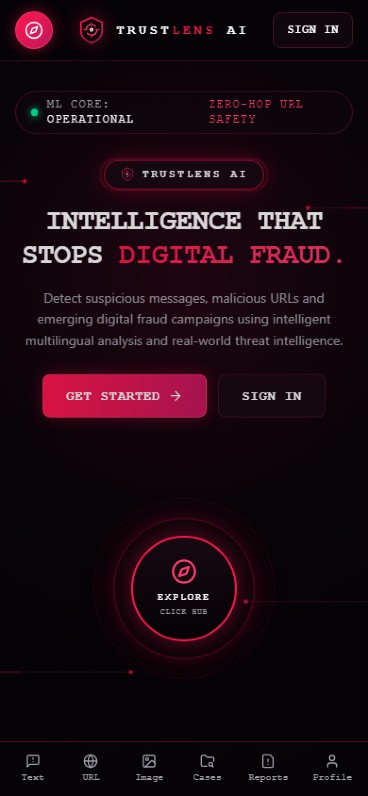 TRUSTLENS AI
SIGN IN
ML CORE: OPERATIONAL
ZERO-HOP URL SAFETY
TRUSTLENS AI
INTELLIGENCE THAT
STOPS DIGITAL FRAUD.
Detect suspicious messages, malicious URLs and
emerging digital fraud campaigns using intelligent
multilingual analysis and real-world threat intelligence.
GET STARTED →
SIGN IN
EXPLORE
CLICK HUB
Text URL Image Cases Reports Profile